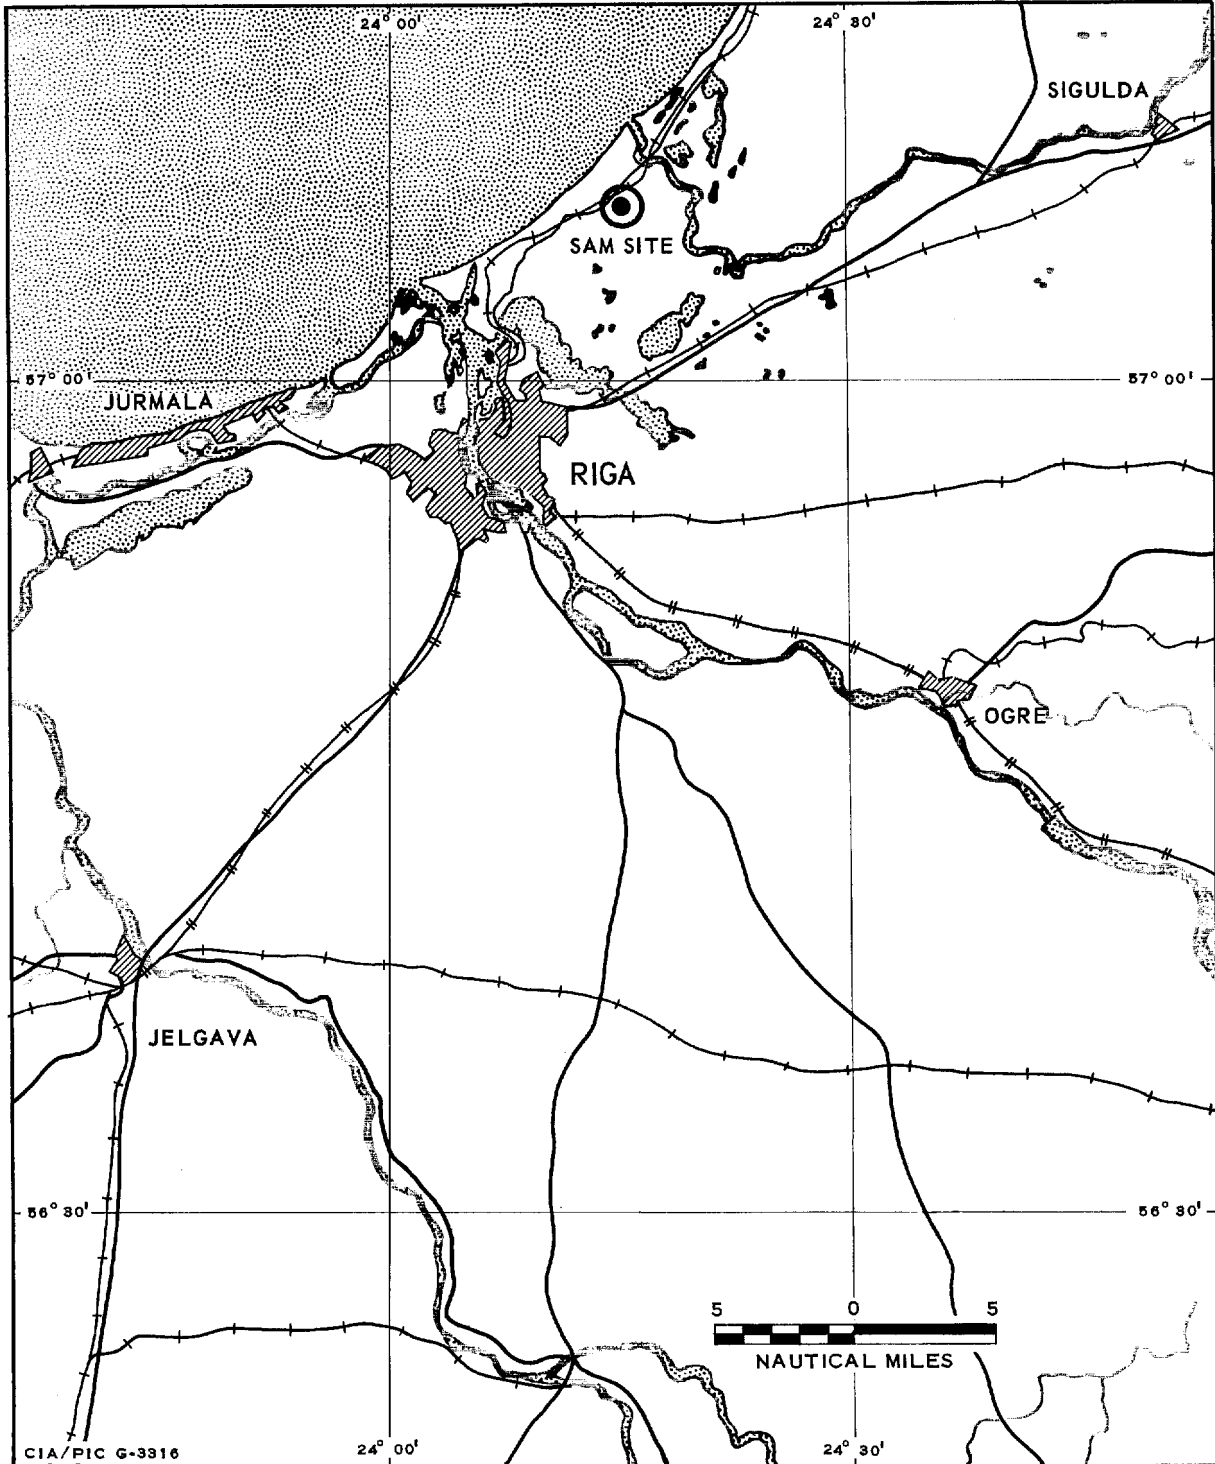 24° 00'
24° 30'
SIGULDA
SAM SITE
57° 00'
57° 00'
JURMALA
RIGA
OGRE
JELGAVA
56° 30'
56° 30'
5 0 5
NAUTICAL MILES
CIA/PIC G-3316
24° 00'
24° 30'